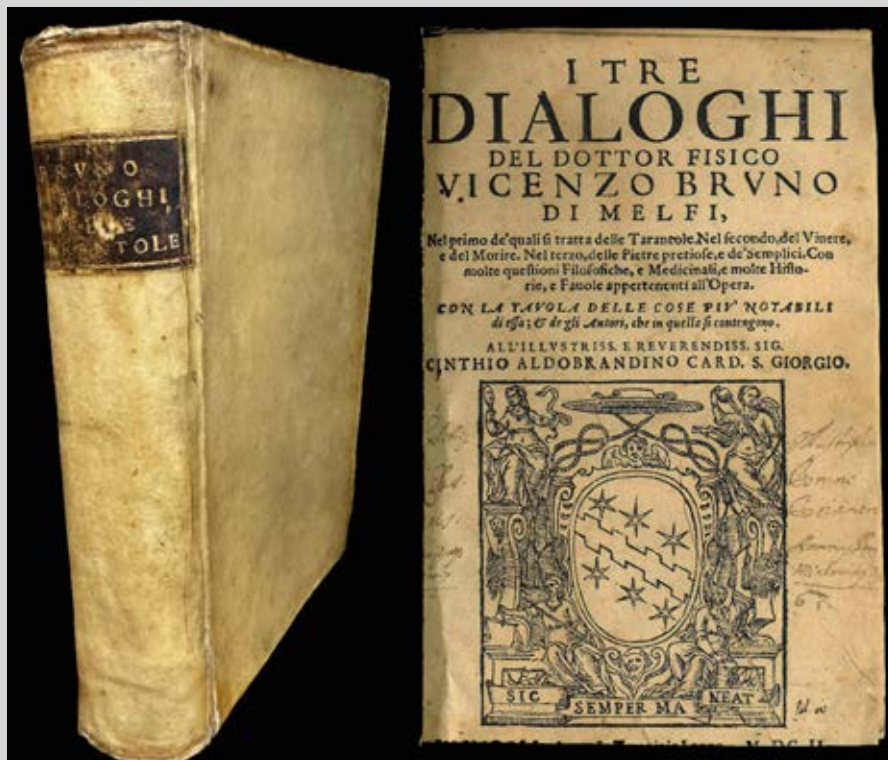 BRVNO
DIALOGHI
TOLE
I TRE
DIALOGHI
DEL DOTTOR FISICO
VICENZO BRVNO
DI MELFI,
Nel primo de'quali si tratta delle Tarantole. Nel secondo, del Viuere,
e del Morire. Nel terzo, delle Pietre pretiose, e de' Semplici. Con
molte questioni Filosofiche, e Medicinali, e molte Histo-
rie, e Fauole appertenenti all'Opera.
CON LA TAVOLA DELLE COSE PIV' NOTABILI
di essa; & de gli Autori, che in quella si contengono.
ALL'ILLVSTRISS. E REVERENDISS. SIG.
CINTHIO ALDOBRANDINO CARD. S. GIORGIO.
SIC SEMPER MA NEAT